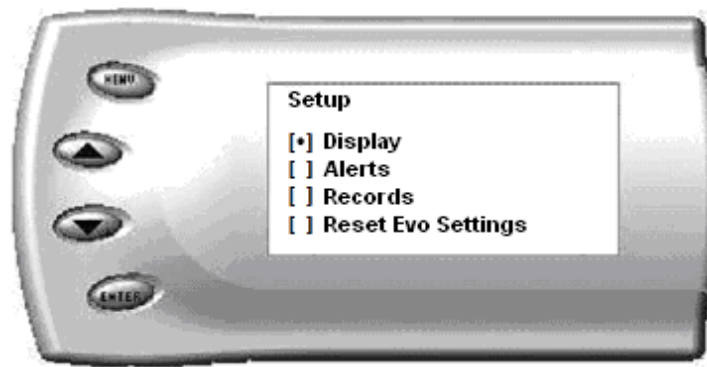 MENU
Setup
[•] Display
[ ] Alerts
[ ] Records
[ ] Reset Evo Settings
ENTER